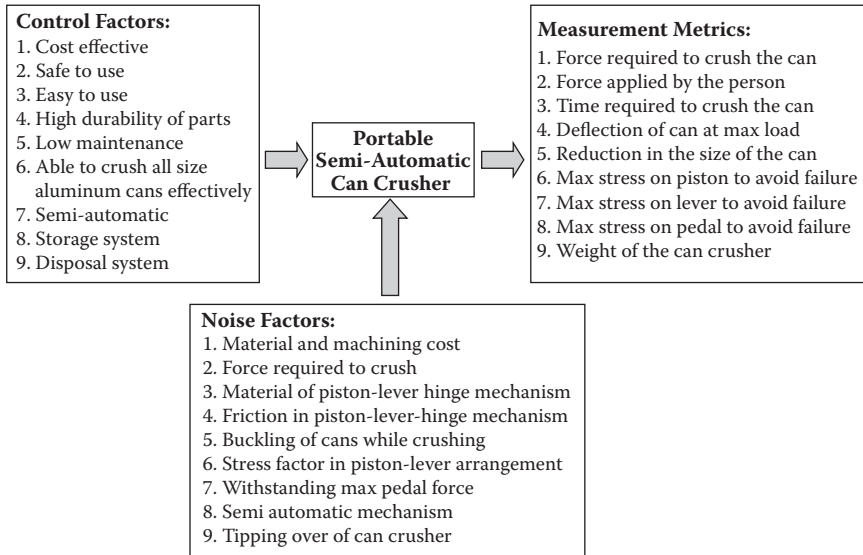 Control Factors:
1. Cost effective
2. Safe to use
3. Easy to use
4. High durability of parts
5. Low maintenance
6. Able to crush all size
aluminum cans effectively
7. Semi-automatic
8. Storage system
9. Disposal system
Portable
Semi-Automatic
Can Crusher
Measurement Metrics:
1. Force required to crush the can
2. Force applied by the person
3. Time required to crush the can
4. Deflection of can at max load
5. Reduction in the size of the can
6. Max stress on piston to avoid failure
7. Max stress on lever to avoid failure
8. Max stress on pedal to avoid failure
9. Weight of the can crusher
Noise Factors:
1. Material and machining cost
2. Force required to crush
3. Material of piston-lever hinge mechanism
4. Friction in piston-lever-hinge mechanism
5. Buckling of cans while crushing
6. Stress factor in piston-lever arrangement
7. Withstanding max pedal force
8. Semi automatic mechanism
9. Tipping over of can crusher